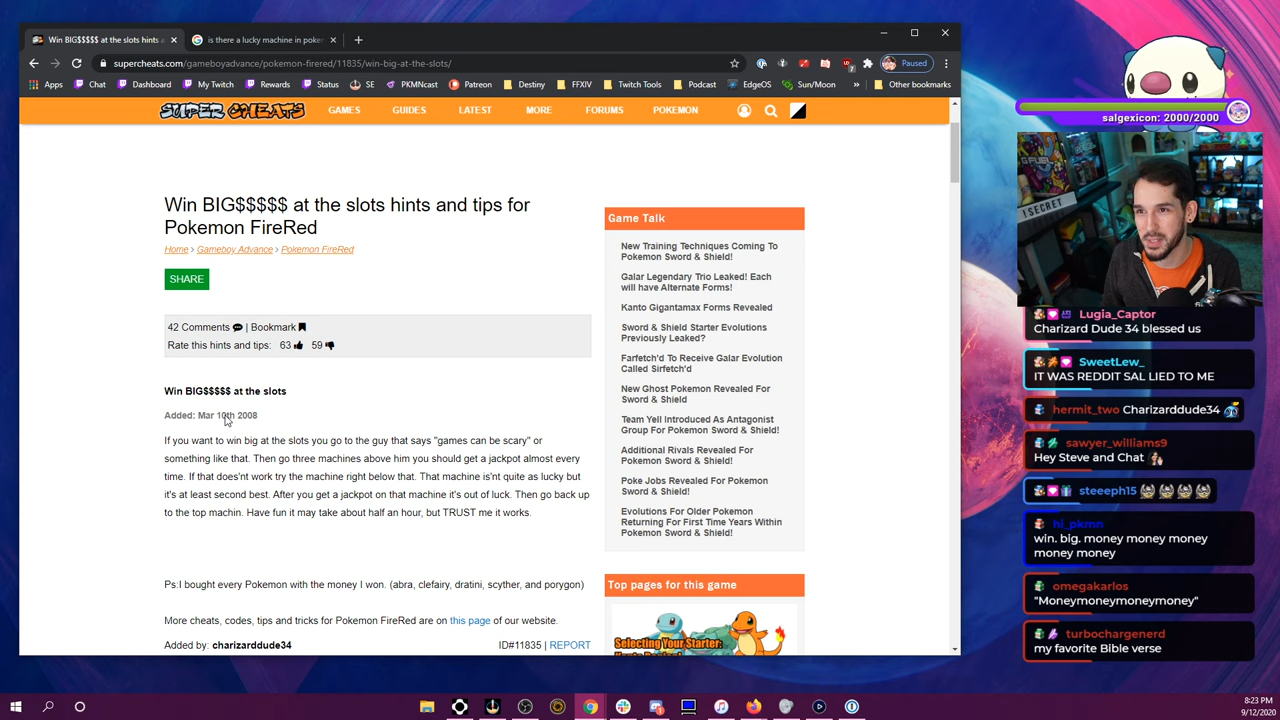 Win BIG$$$$$ at the slots hints a
is there a lucky machine in poker
supercheats.com/gameboyadvance/pokemon-firered/11835/win-big-at-the-slots/
Paused
Apps
Chat
Dashboard
My Twitch
Rewards
Status
SE
PKMNcast
Patreon
Destiny
FFXIV
Twitch Tools
Podcast
EdgeOS
Sun/Moon
»
Other bookmarks
SUPER CHEATS
GAMES
GUIDES
LATEST
MORE
FORUMS
POKEMON
Win BIG$$$$$ at the slots hints and tips for
Pokemon FireRed
Home › Gameboy Advance › Pokemon FireRed
SHARE
42 Comments | Bookmark
Rate this hints and tips: 63 59
Win BIG$$$$$ at the slots
Added: Mar 10th 2008
If you want to win big at the slots you go to the guy that says "games can be scary" or
something like that. Then go three machines above him you should get a jackpot almost every
time. If that does'nt work try the machine right below that. That machine is'nt quite as lucky but
it's at least second best. After you get a jackpot on that machine it's out of luck. Then go back up
to the top machin. Have fun it may take about half an hour, but TRUST me it works.
Ps:I bought every Pokemon with the money I won. (abra, clefairy, dratini, scyther, and porygon)
More cheats, codes, tips and tricks for Pokemon FireRed are on this page of our website.
Added by: charizarddude34
ID#11835 | REPORT
Game Talk
New Training Techniques Coming To
Pokemon Sword & Shield!
Galar Legendary Trio Leaked! Each
will have Alternate Forms!
Kanto Gigantamax Forms Revealed
Sword & Shield Starter Evolutions
Previously Leaked?
Farfetch'd To Receive Galar Evolution
Called Sirfetch'd
New Ghost Pokemon Revealed For
Sword & Shield
Team Yell Introduced As Antagonist
Group For Pokemon Sword & Shield!
Additional Rivals Revealed For
Pokemon Sword & Shield!
Poke Jobs Revealed For Pokemon
Sword & Shield!
Evolutions For Older Pokemon
Returning For First Time Years Within
Pokemon Sword & Shield!
Top pages for this game
Selecting Your Starter:
salgexicon: 2000/2000
1 SECRET
Lugia_Captor
Charizard Dude 34 blessed us
SweetLew_
IT WAS REDDIT SAL LIED TO ME
hermit_two Charizarddude34
sawyer_williams9
Hey Steve and Chat
steeeph15
hi_pkmn
win. big. money money money
money money
omegakarlos
"Moneymoneymoneymoney"
turbochargenerd
my favorite Bible verse
8:23 PM
9/12/2020